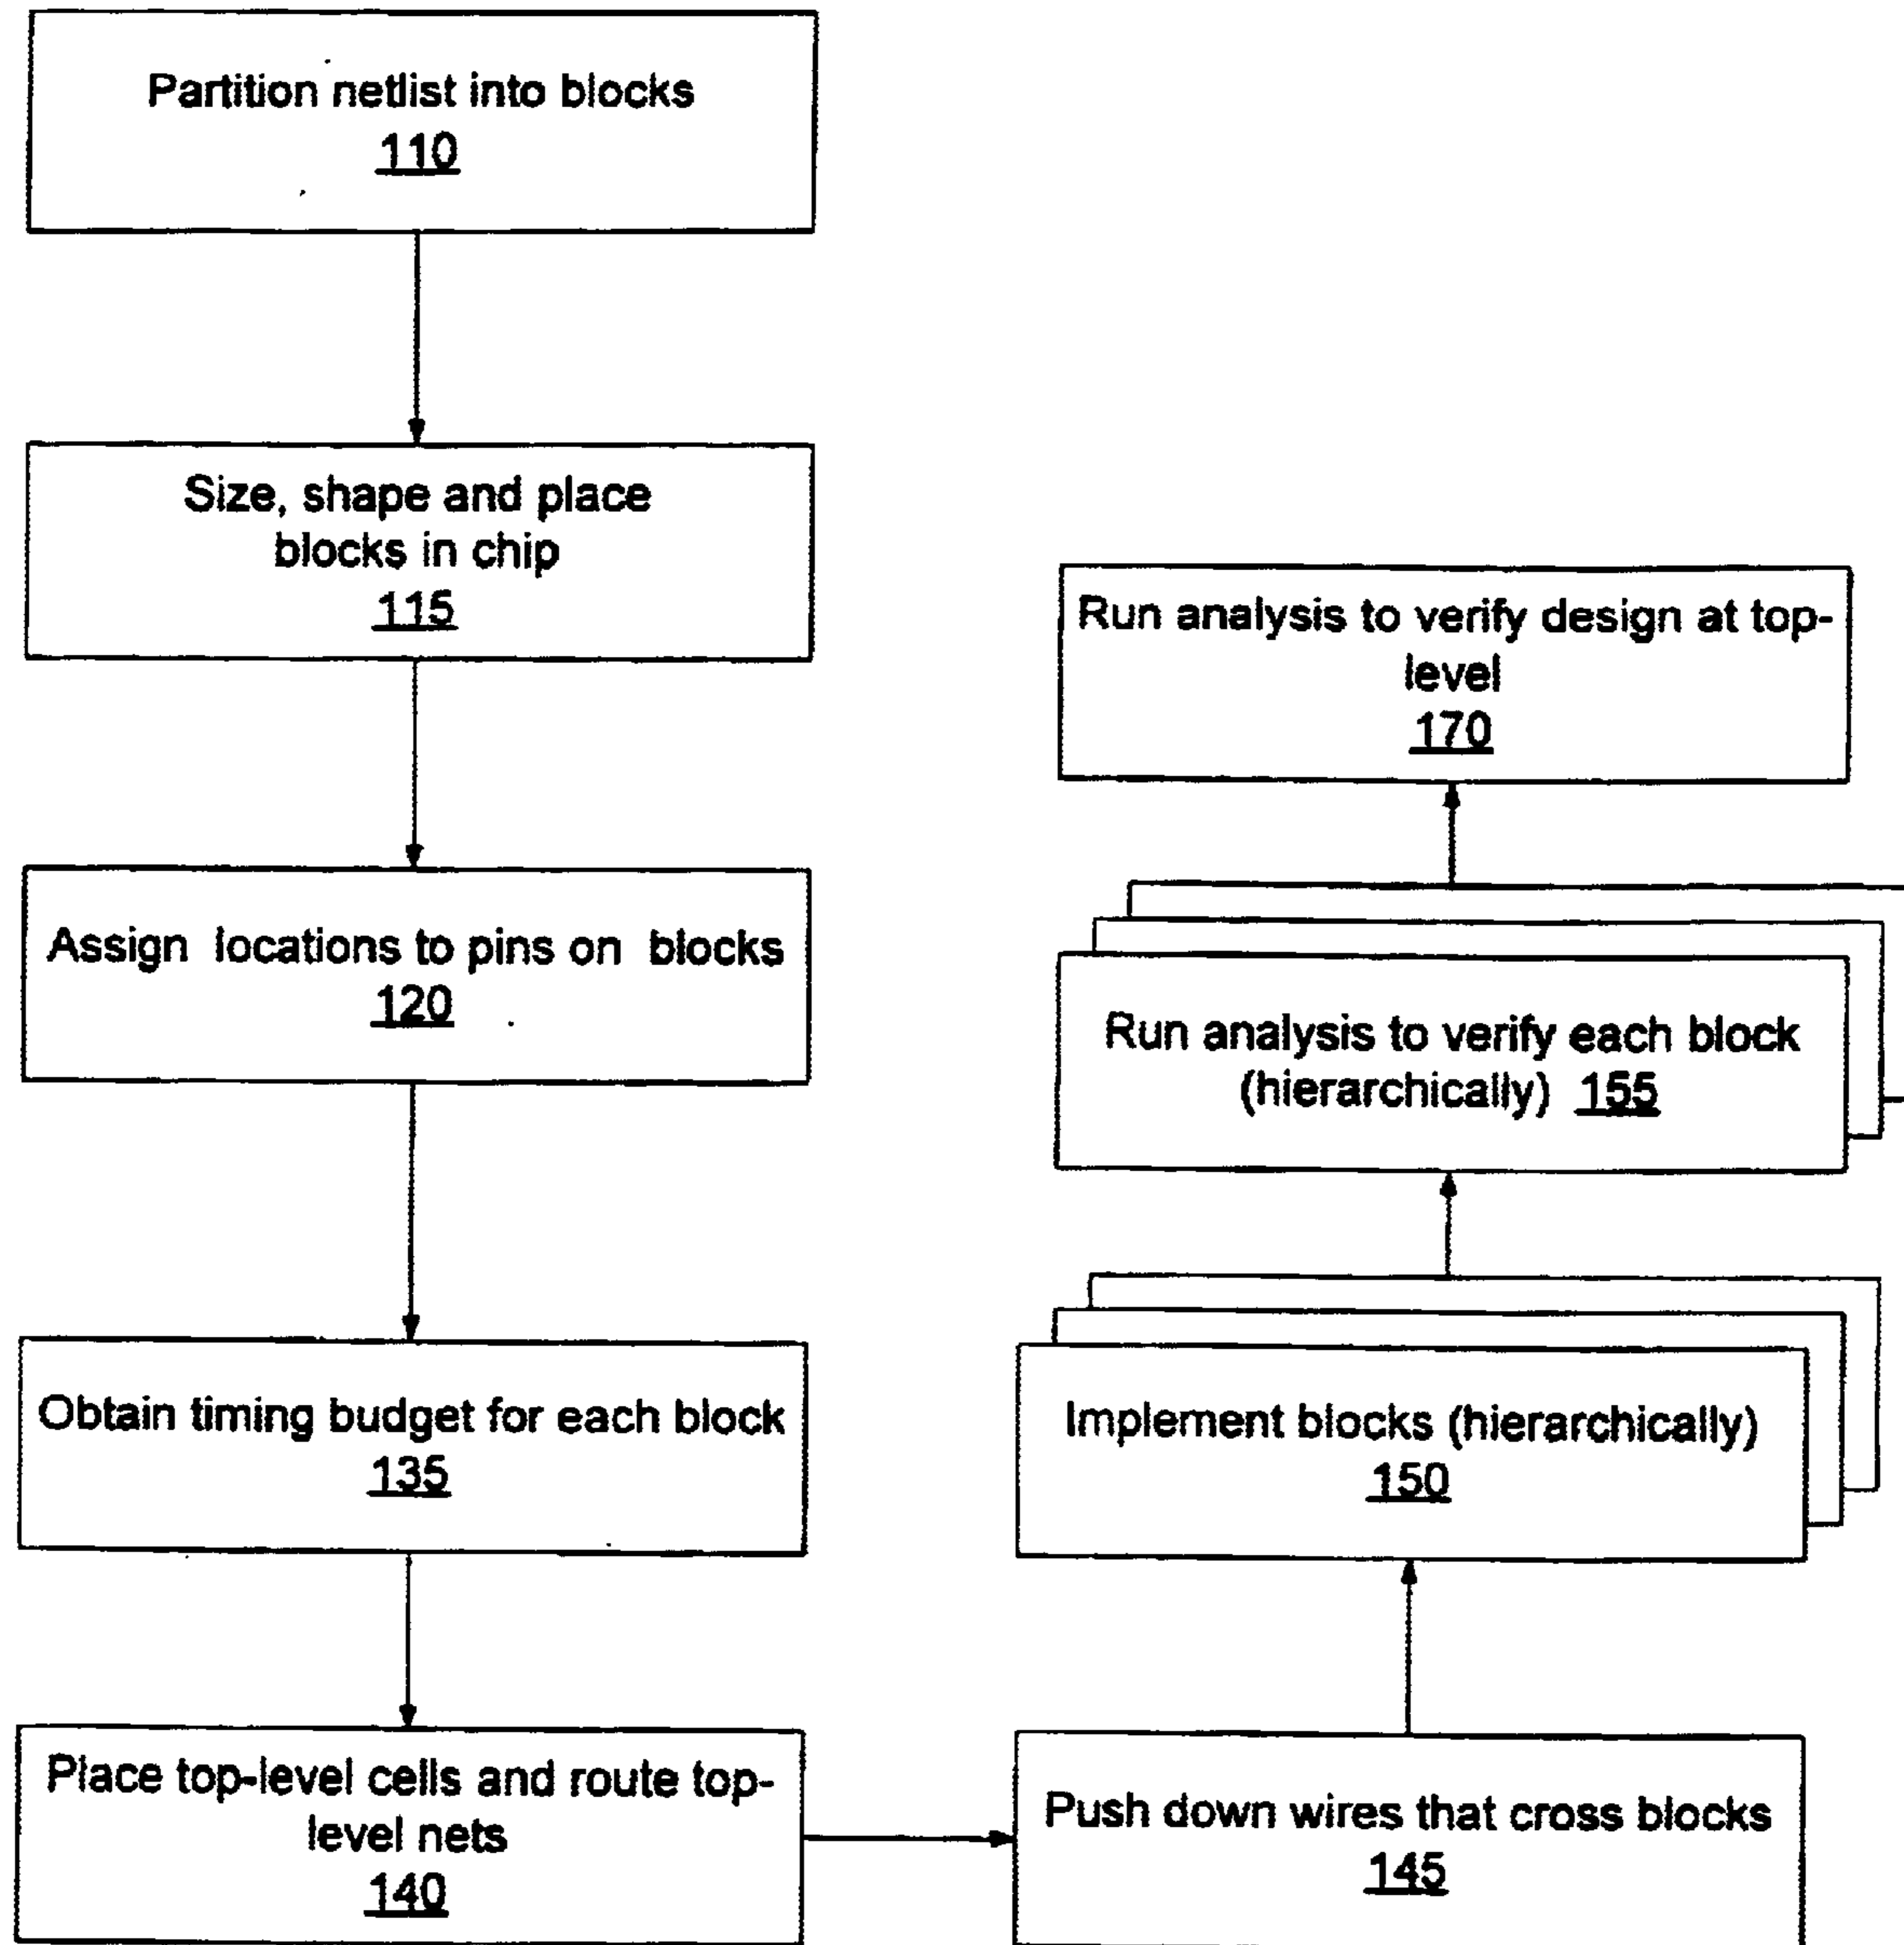 Partition netlist into blocks
110
Size, shape and place
blocks in chip
115
Assign locations to pins on blocks
120
Obtain timing budget for each block
135
Place top-level cells and route top-
level nets
140
Push down wires that cross blocks
145
Implement blocks (hierarchically)
150
Run analysis to verify each block
(hierarchically) 155
Run analysis to verify design at top-
level
170